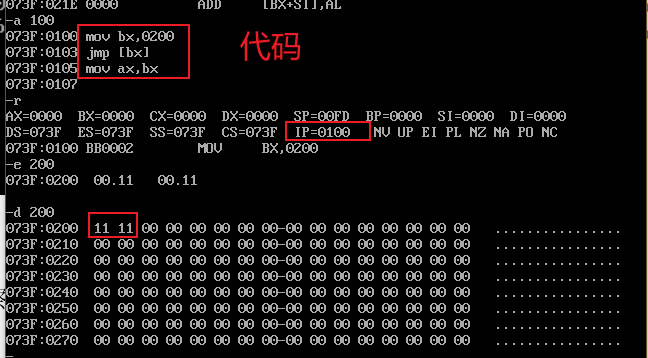 073F:021E 0000 ADD [BX+SI],AL
-a 100
073F:0100 mov bx,0200
073F:0103 jmp [bx]
073F:0105 mov ax,bx
073F:0107
代码
-r
AX=0000 BX=0000 CX=0000 DX=0000 SP=00FD BP=0000 SI=0000 DI=0000
DS=073F ES=073F SS=073F CS=073F IP=0100 NV UP EI PL NZ NA PO NC
073F:0100 BB0002 MOV BX,0200
-e 200
073F:0200 00.11 00.11
-d 200
073F:0200 11 11 00 00 00 00 00 00-00 00 00 00 00 00 00 00 ................
073F:0210 00 00 00 00 00 00 00 00-00 00 00 00 00 00 00 00 ................
073F:0220 00 00 00 00 00 00 00 00-00 00 00 00 00 00 00 00 ................
073F:0230 00 00 00 00 00 00 00 00-00 00 00 00 00 00 00 00 ................
073F:0240 00 00 00 00 00 00 00 00-00 00 00 00 00 00 00 00 ................
073F:0250 00 00 00 00 00 00 00 00-00 00 00 00 00 00 00 00 ................
073F:0260 00 00 00 00 00 00 00 00-00 00 00 00 00 00 00 00 ................
073F:0270 00 00 00 00 00 00 00 00-00 00 00 00 00 00 00 00 ................